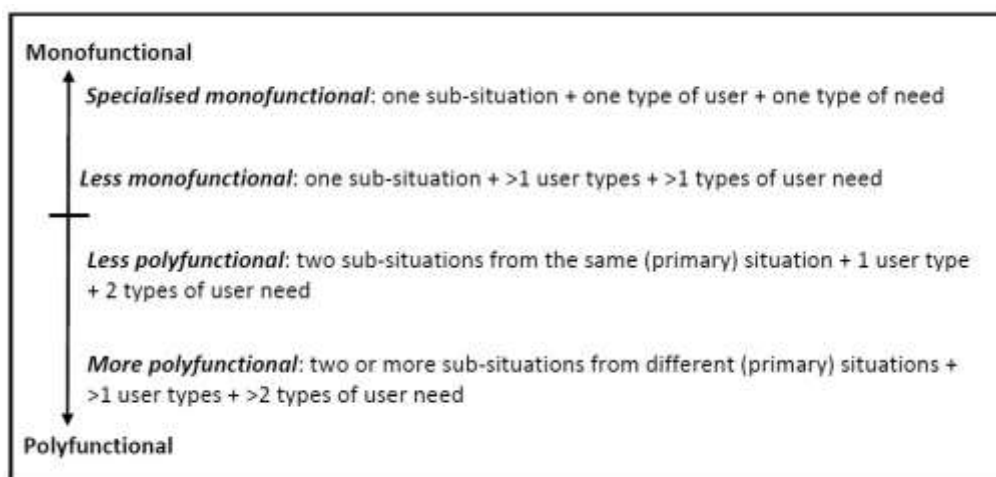 Monofunctional
Specialised monofunctional: one sub-situation + one type of user + one type of need
Less monofunctional: one sub-situation + >1 user types + >1 types of user need
Less polyfunctional: two sub-situations from the same (primary) situation + 1 user type
+ 2 types of user need
More polyfunctional: two or more sub-situations from different (primary) situations +
>1 user types + >2 types of user need
Polyfunctional